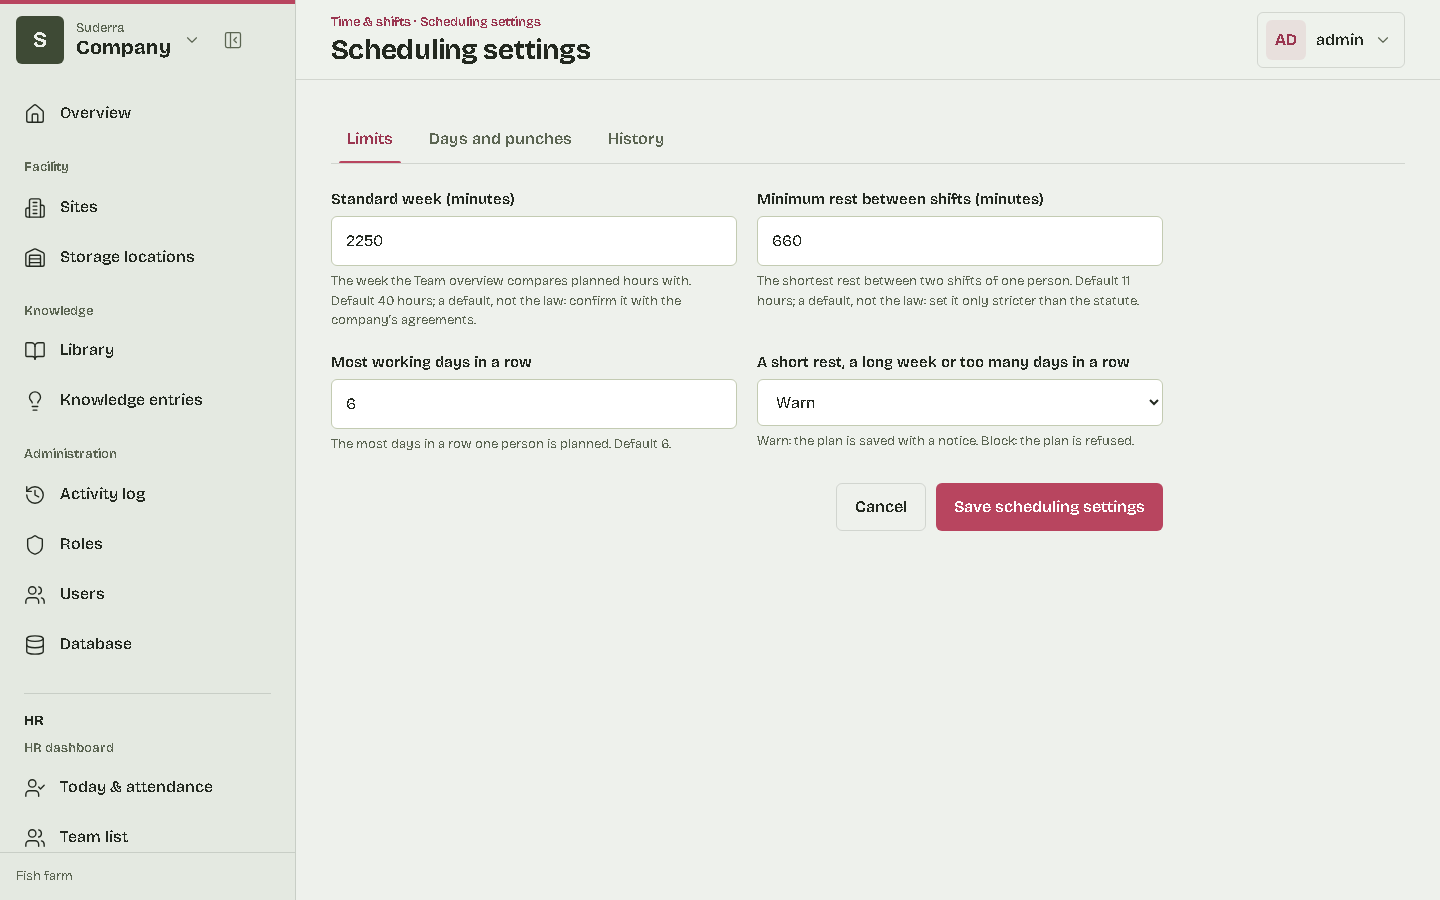 S
Suderra
Company
Overview
Facility
Sites
Storage locations
Knowledge
Library
Knowledge entries
Administration
Activity log
Roles
Users
Database
HR
HR dashboard
Today & attendance
Team list
Fish farm
Time & shifts · Scheduling settings
Scheduling settings
AD
admin
Limits
Days and punches
History
Standard week (minutes)
2250
The week the Team overview compares planned hours with.
Default 40 hours; a default, not the law: confirm it with the
company's agreements.
Minimum rest between shifts (minutes)
660
The shortest rest between two shifts of one person. Default 11
hours; a default, not the law: set it only stricter than the statute.
Most working days in a row
6
The most days in a row one person is planned. Default 6.
A short rest, a long week or too many days in a row
Warn
Warn: the plan is saved with a notice. Block: the plan is refused.
Cancel
Save scheduling settings